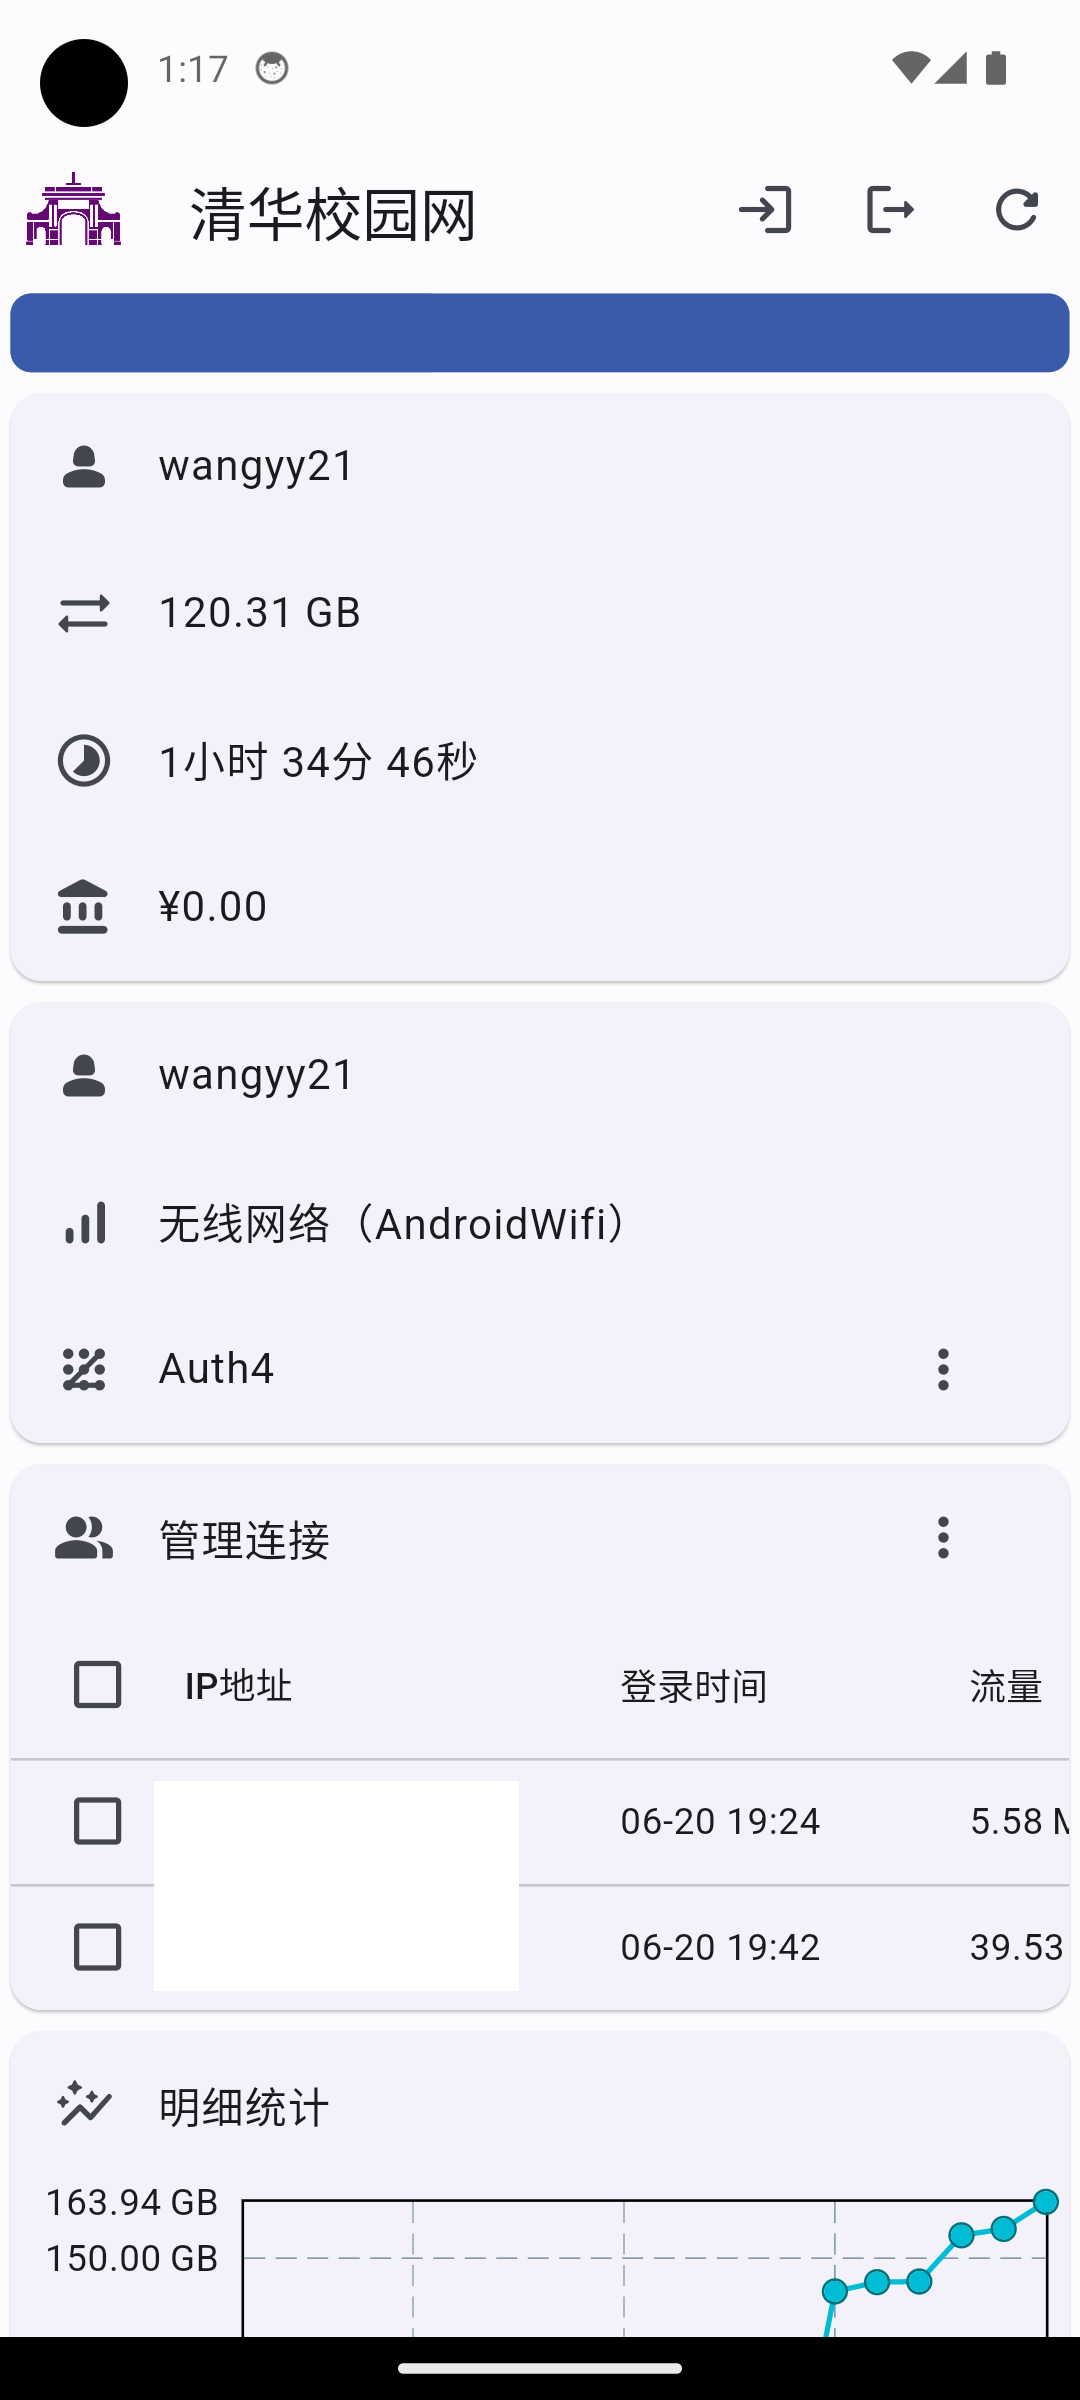 1:17
清华校园网
wangyy21
120.31 GB
1小时 34分 46秒
¥0.00
wangyy21
无线网络（AndroidWifi）
Auth4
管理连接
IP地址 登录时间 流量
06-20 19:24 5.58
06-20 19:42 39.53
明细统计
163.94 GB
150.00 GB